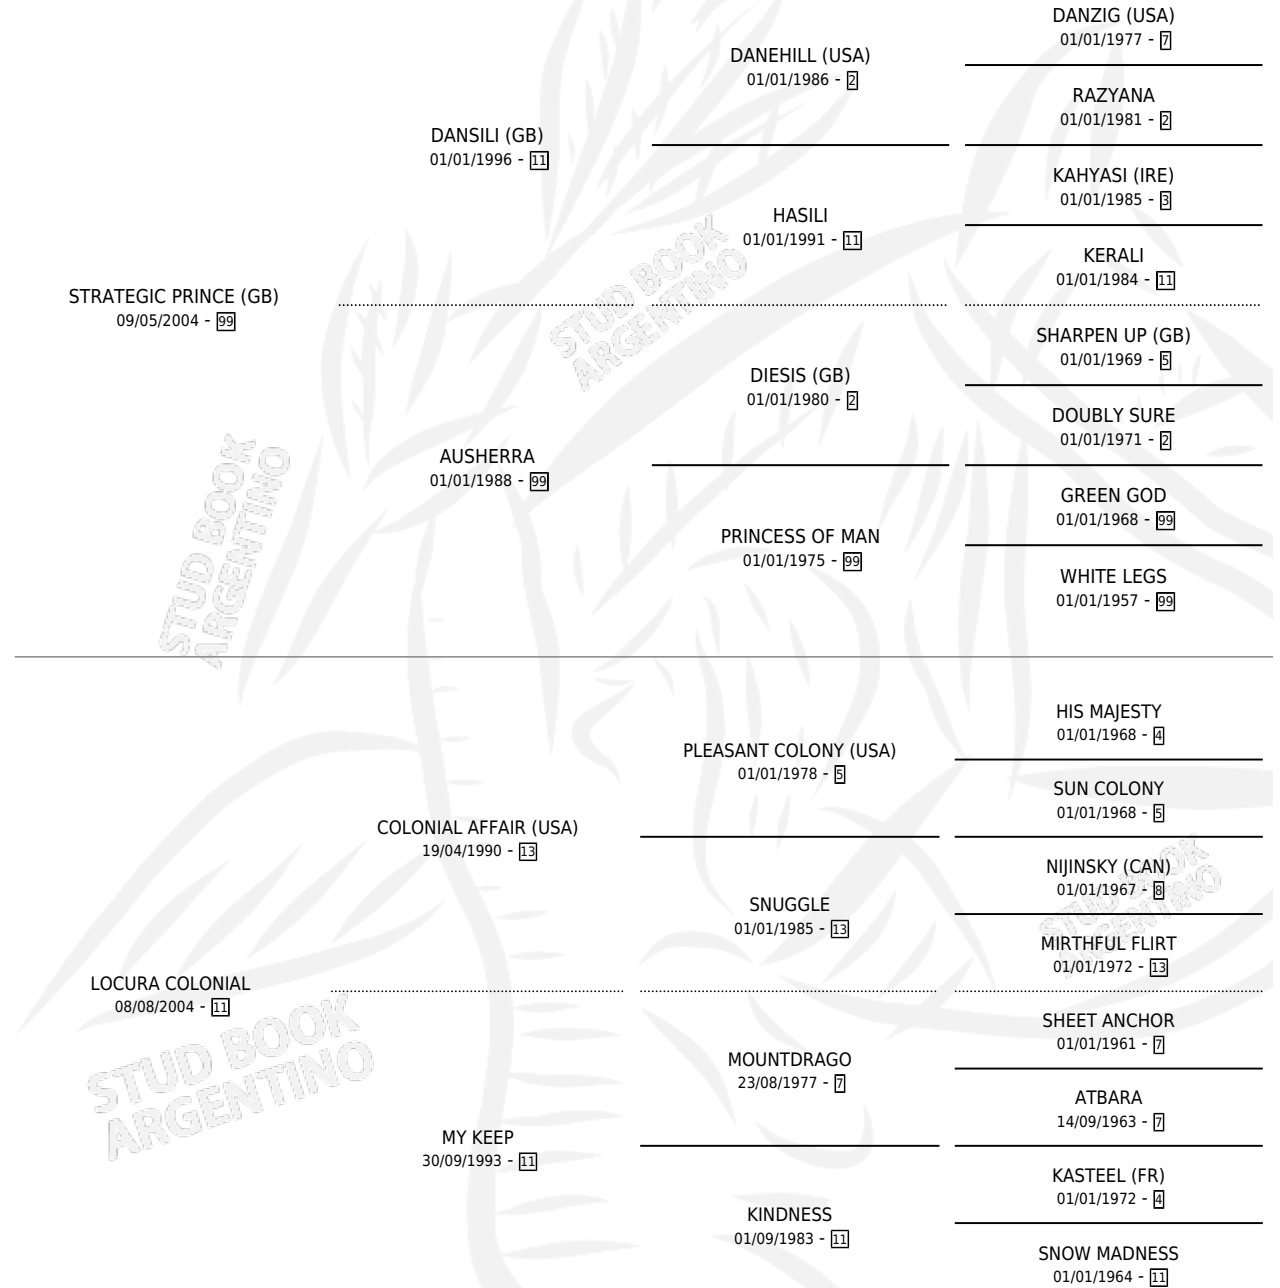 DANZIG (USA)
01/01/1977 - 7
DANEHILL (USA)
01/01/1986 - 2
RAZYANA
01/01/1981 - 2
DANSILI (GB)
01/01/1996 - 11
KAHYASI (IRE)
01/01/1985 - 3
HASILI
01/01/1991 - 11
KERALI
01/01/1984 - 11
STRATEGIC PRINCE (GB)
09/05/2004 - 99
STUD BOOK
ARGENTINO
SHARPEN UP (GB)
01/01/1969 - 5
DIESIS (GB)
01/01/1980 - 2
DOUBLY SURE
01/01/1971 - 2
AUSHERRA
01/01/1988 - 99
GREEN GOD
01/01/1968 - 99
PRINCESS OF MAN
01/01/1975 - 99
WHITE LEGS
01/01/1957 - 99
STUD BOOK
ARGENTINO
HIS MAJESTY
01/01/1968 - 4
PLEASANT COLONY (USA)
01/01/1978 - 5
SUN COLONY
01/01/1968 - 5
COLONIAL AFFAIR (USA)
19/04/1990 - 13
NIJINSKY (CAN)
01/01/1967 - 8
STUD BOOK
ARGENTINO
SNUGGLE
01/01/1985 - 13
MIRTHFUL FLIRT
01/01/1972 - 13
LOCURA COLONIAL
08/08/2004 - 11
STUD BOOK
ARGENTINO
SHEET ANCHOR
01/01/1961 - 7
MOUNTDRAGO
23/08/1977 - 7
ATBARA
14/09/1963 - 7
MY KEEP
30/09/1993 - 11
KASTEEL (FR)
01/01/1972 - 4
KINDNESS
01/09/1983 - 11
SNOW MADNESS
01/01/1964 - 11